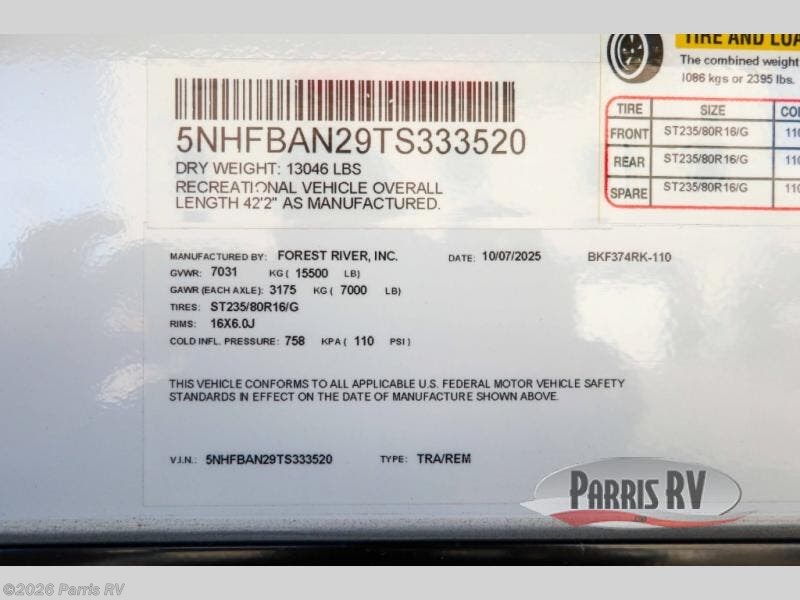 5NHFBAN29TS333520
DRY WEIGHT: 13046 LBS
RECREATIONAL VEHICLE OVERALL
LENGTH 42'2" AS MANUFACTURED.
TIRE AND LOA
The combined weight
1086 kgs or 2395 lbs.
TIRE SIZE CO
FRONT ST235/80R16/G 110
REAR ST235/80R16/G 110
SPARE ST235/80R16/G 110
MANUFACTURED BY: FOREST RIVER, INC. DATE: 10/07/2025 BKF374RK-110
GVWR: 7031 KG ( 15500 LB)
GAWR (EACH AXLE): 3175 KG ( 7000 LB)
TIRES: ST235/80R16/G
RIMS: 16X6.0J
COLD INFL. PRESSURE: 758 KPA ( 110 PSI )
THIS VEHICLE CONFORMS TO ALL APPLICABLE U.S. FEDERAL MOTOR VEHICLE SAFETY
STANDARDS IN EFFECT ON THE DATE OF MANUFACTURE SHOWN ABOVE.
V.I.N.: 5NHFBAN29TS333520 TYPE: TRA/REM
PARRIS RV
©2026 Parris RV